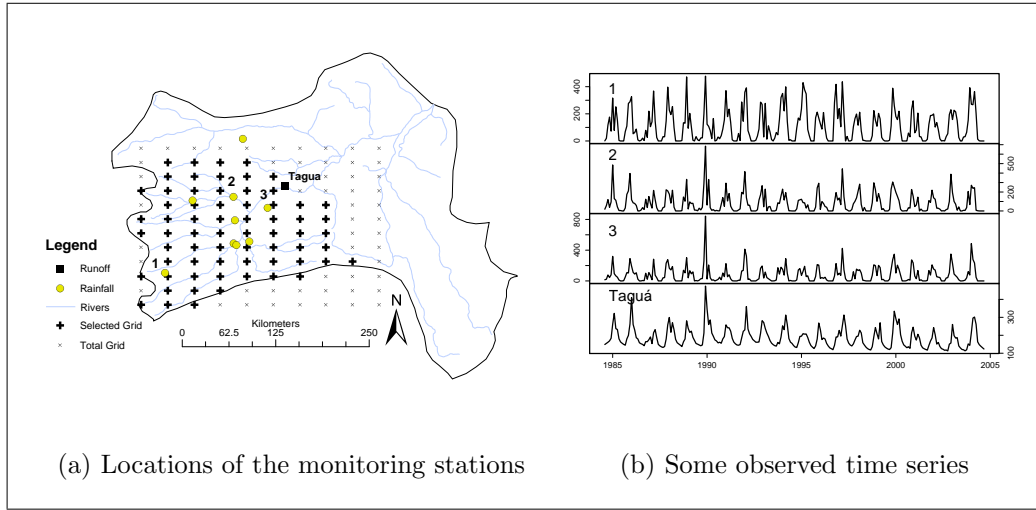 2
Tagua
3
1
Legend
Runoff
Rainfall
Rivers
Selected Grid
Total Grid
Kilometers
0 62.5 125 250
N
(a) Locations of the monitoring stations
1
0 200 400
2
0 200 500
3
0 400 800
Taguá
100 300
1985 1990 1995 2000 2005
(b) Some observed time series